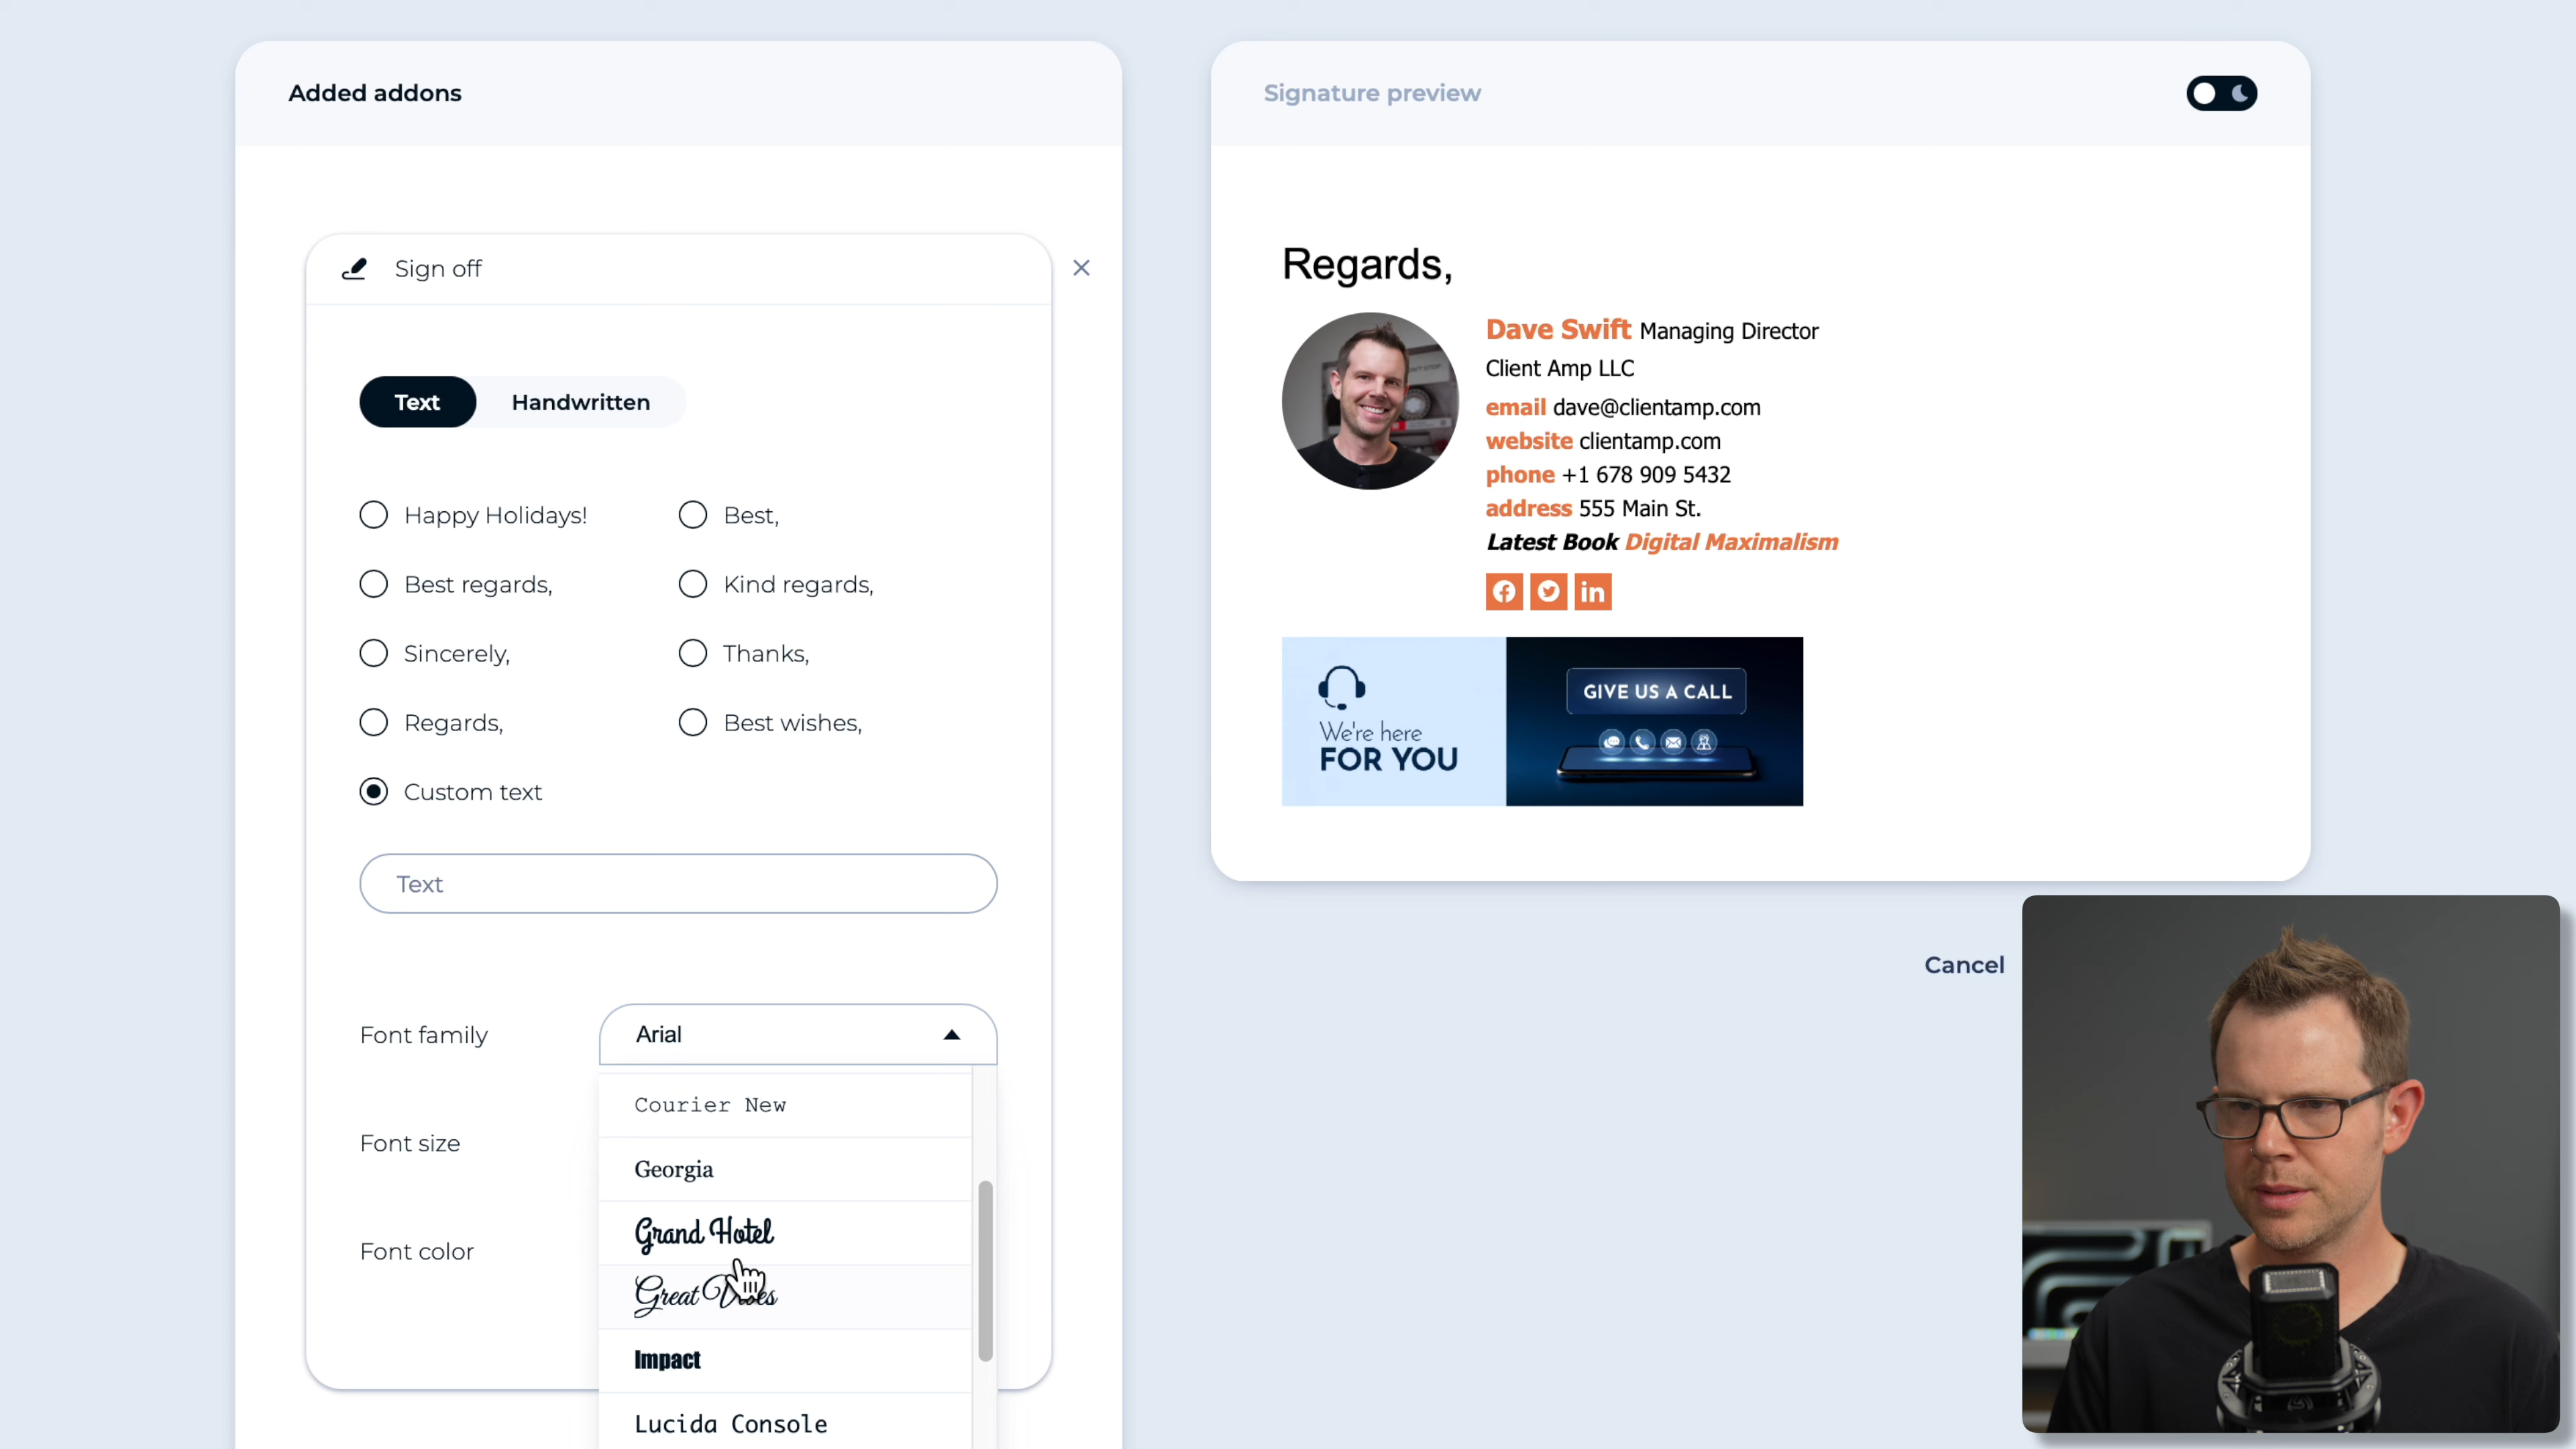 Added addons
Sign off
Text Handwritten
Happy Holidays! Best,
Best regards, Kind regards,
Sincerely, Thanks,
Regards, Best wishes,
Custom text
Text
Font family Arial
Courier New
Font size
Georgia
Grand Hotel
Font color
Great Vibes
Impact
Lucida Console
Signature preview
Regards,
Dave Swift Managing Director
Client Amp LLC
email dave@clientamp.com
website clientamp.com
phone +1 678 909 5432
address 555 Main St.
Latest Book Digital Maximalism
in
We're here
FOR YOU
GIVE US A CALL
Cancel